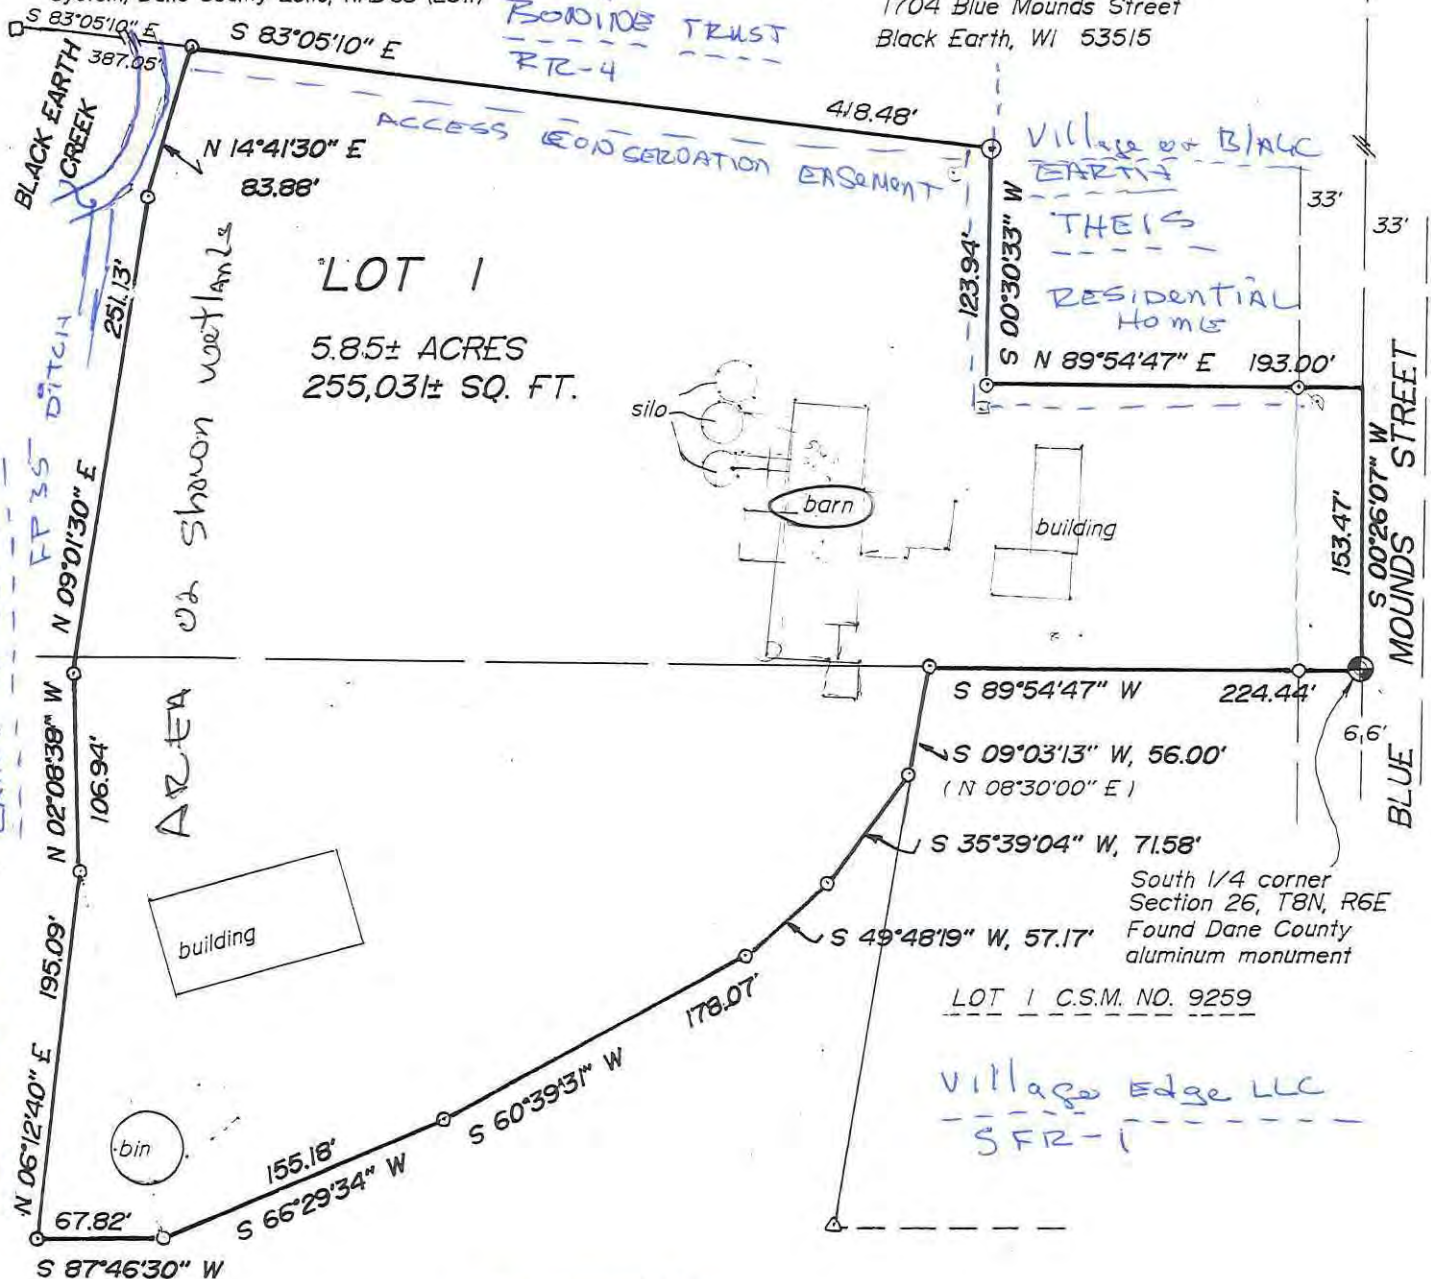 S 83°05'10" E
387.05'
S 83°05'10" E
418.48'
BONINE TRUST
RR-4
1704 Blue Mounds Street
Black Earth, WI 53515
BLACK EARTH
CREEK
N 14°41'30" E
83.88'
ACCESS CONSERVATION EASEMENT
Village of BlACK
EARTH
THEIS
RESIDENTIAL
HOME
33'
33'
123.94'
S 00°30'33" W
N 89°54'47" E 193.00'
LOT 1
5.85± ACRES
255,031± SQ. FT.
251.13'
N 09°01'30" E
FP 35 DITCH
AREA OF Shown wetlands
silo
barn
building
153.47'
S 00°26'07" W
BLUE MOUNDS STREET
S 89°54'47" W 224.44'
66'
N 02°08'38" W
106.94'
S 09°03'13" W, 56.00'
(N 08°30'00" E)
S 35°39'04" W, 71.58'
S 49°48'19" W, 57.17'
South 1/4 corner
Section 26, T8N, R6E
Found Dane County
aluminum monument
LOT 1 C.S.M. NO. 9259
Village Edge LLC
SFR-1
building
195.09'
N 06°12'40" E
178.07'
S 60°39'31" W
bin
155.18'
S 66°29'34" W
67.82'
S 87°46'30" W